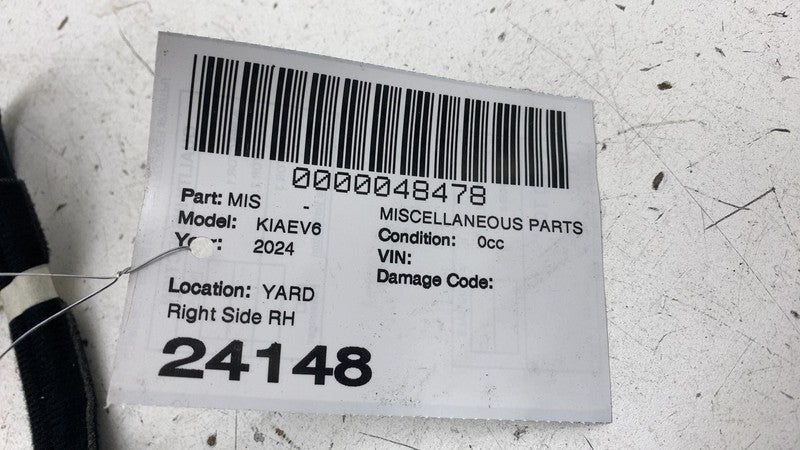 0000048478
Part: MIS - MISCELLANEOUS PARTS
Model: KIAEV6 Condition: 0cc
Year: 2024 VIN:
Damage Code:
Location: YARD
Right Side RH
24148